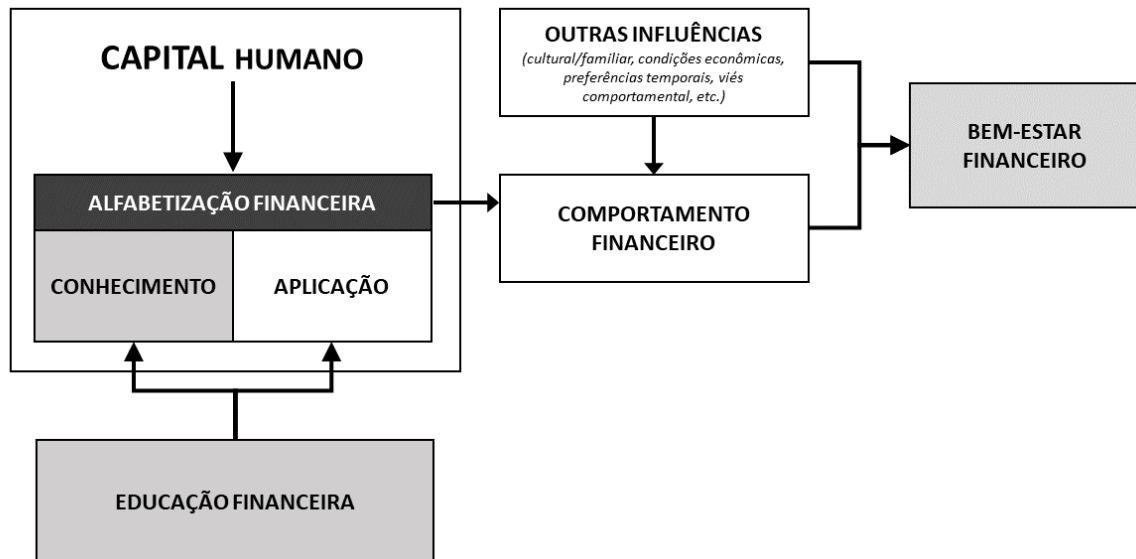 CAPITAL HUMANO
ALFABETIZAÇÃO FINANCEIRA
CONHECIMENTO
APLICAÇÃO
EDUCAÇÃO FINANCEIRA
OUTRAS INFLUÊNCIAS
(cultural/familiar, condições econômicas,
preferências temporais, viés
comportamental, etc.)
COMPORTAMENTO
FINANCEIRO
BEM-ESTAR
FINANCEIRO